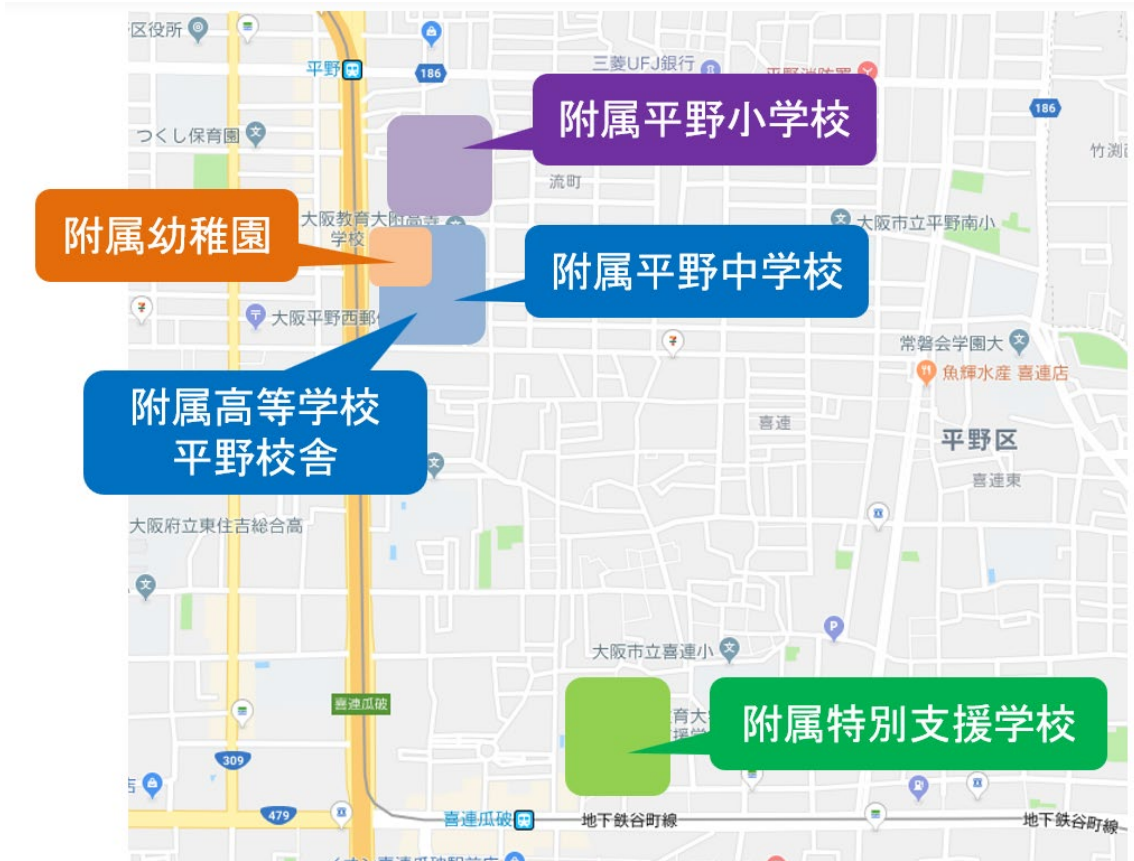 区役所
平野
186
三菱UFJ銀行
附属平野小学校
186
つくし保育園
竹渕
流町
大阪教育大附高等
学校
附属幼稚園
大阪市立平野南小
附属平野中学校
大阪平野西郵
常磐会学園大
魚輝水産 喜連店
附属高等学校
平野校舎
喜連
平野区
喜連東
大阪府立東住吉総合高
大阪市立喜連小
P
喜連瓜破
育大
附属特別支援学校
309
店
479
喜連瓜破
地下鉄谷町線
地下鉄谷町線